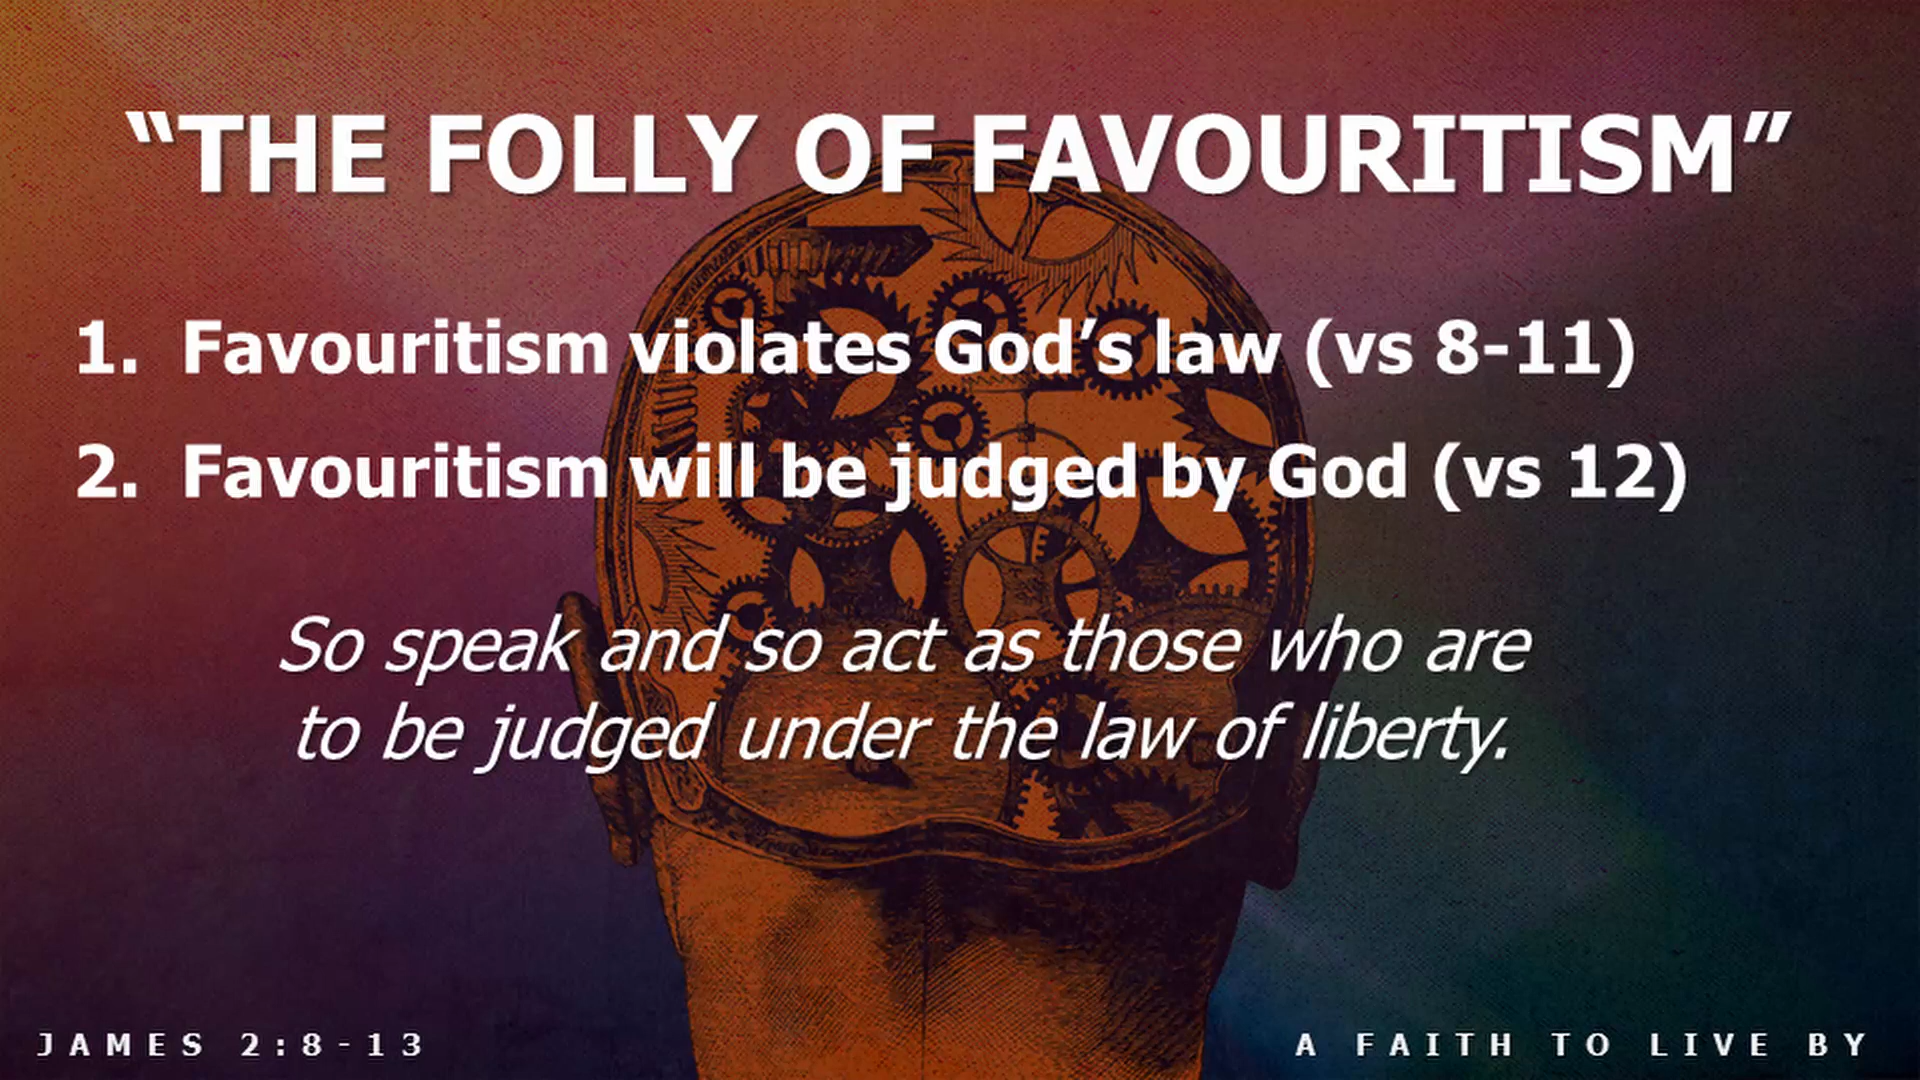 “THE FOLLY OF FAVOURITISM”
1. Favouritism violates God’s law (vs 8-11)
2. Favouritism will be judged by God (vs 12)
So speak and so act as those who are
to be judged under the law of liberty.
JAMES 2:8-13
A FAITH TO LIVE BY